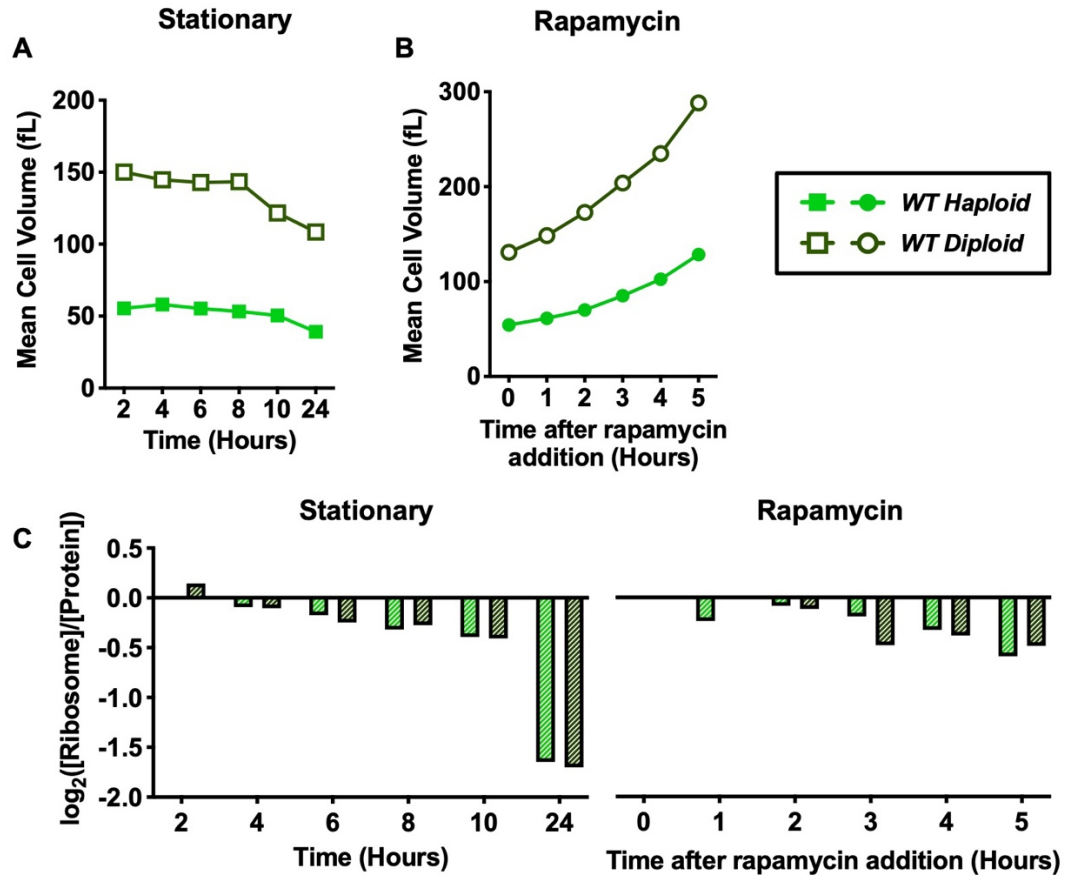 Stationary
Rapamycin
A
B
Mean Cell Volume (fL)
200
150
100
50
0
2 4 6 8 10 24
Time (Hours)
Mean Cell Volume (fL)
300
200
100
0
0 1 2 3 4 5
Time after rapamycin
addition (Hours)
WT Haploid
WT Diploid
C
Stationary
Rapamycin
log2([Ribosome]/[Protein])
0.5
0.0
-0.5
-1.0
-1.5
-2.0
2 4 6 8 10 24
Time (Hours)
0 1 2 3 4 5
Time after rapamycin addition (Hours)